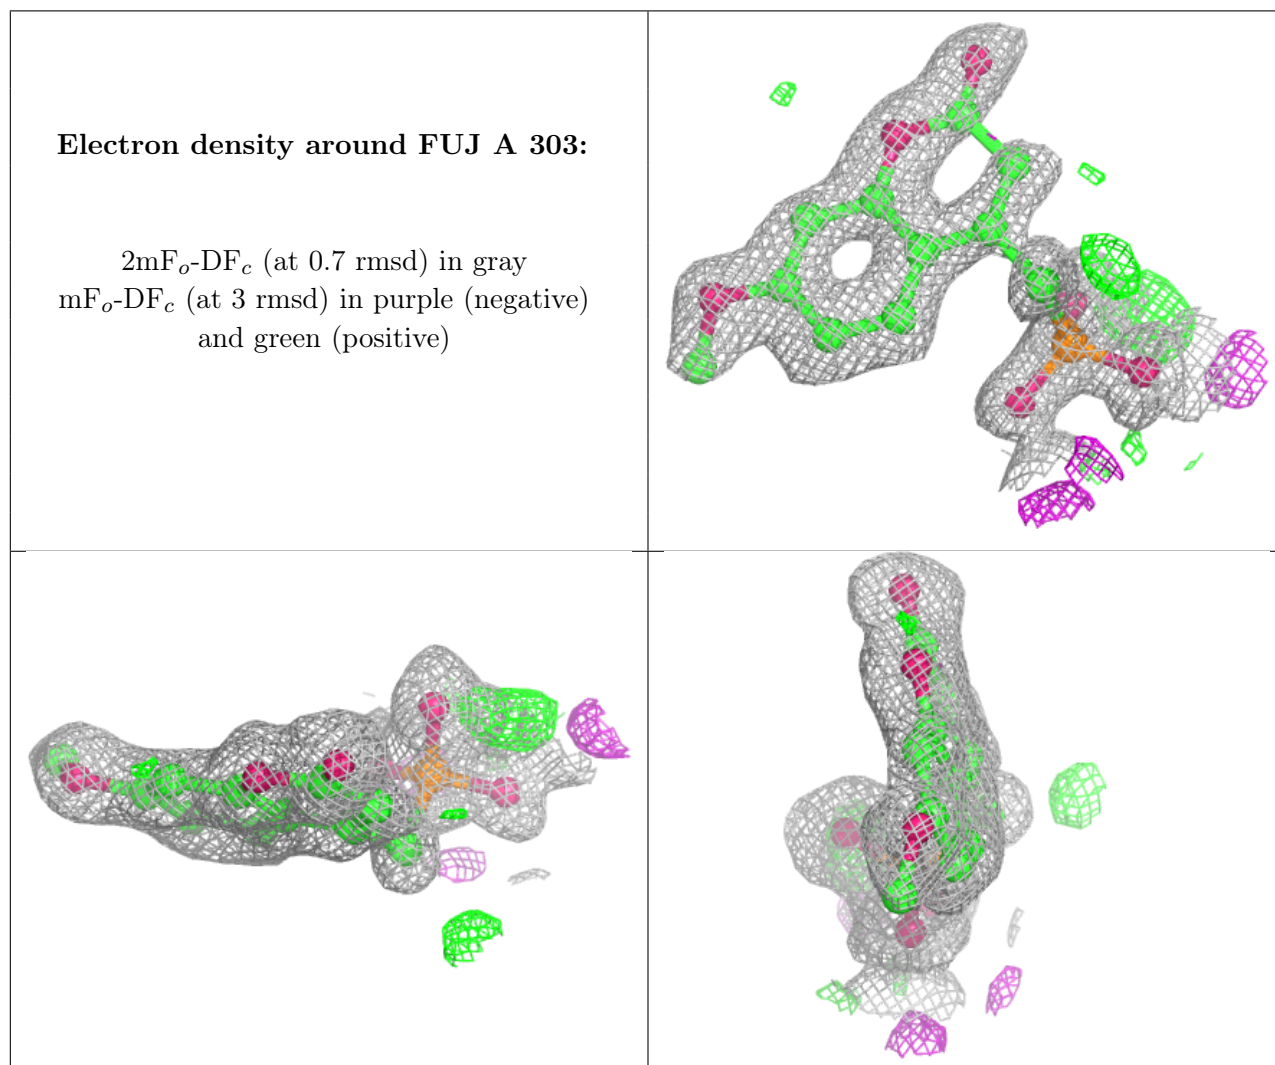 Electron density around FUJ A 303:
2mFo-DFc (at 0.7 rmsd) in gray
mFo-DFc (at 3 rmsd) in purple (negative)
and green (positive)